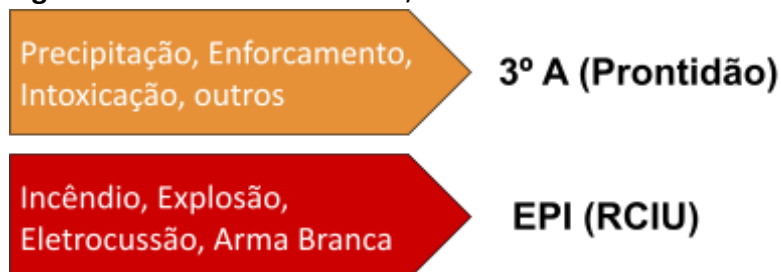 Precipitação, Enforcamento,
Intoxicação, outros
3º A (Prontidão)
Incêndio, Explosão,
Eletrocussão, Arma Branca
EPI (RCIU)